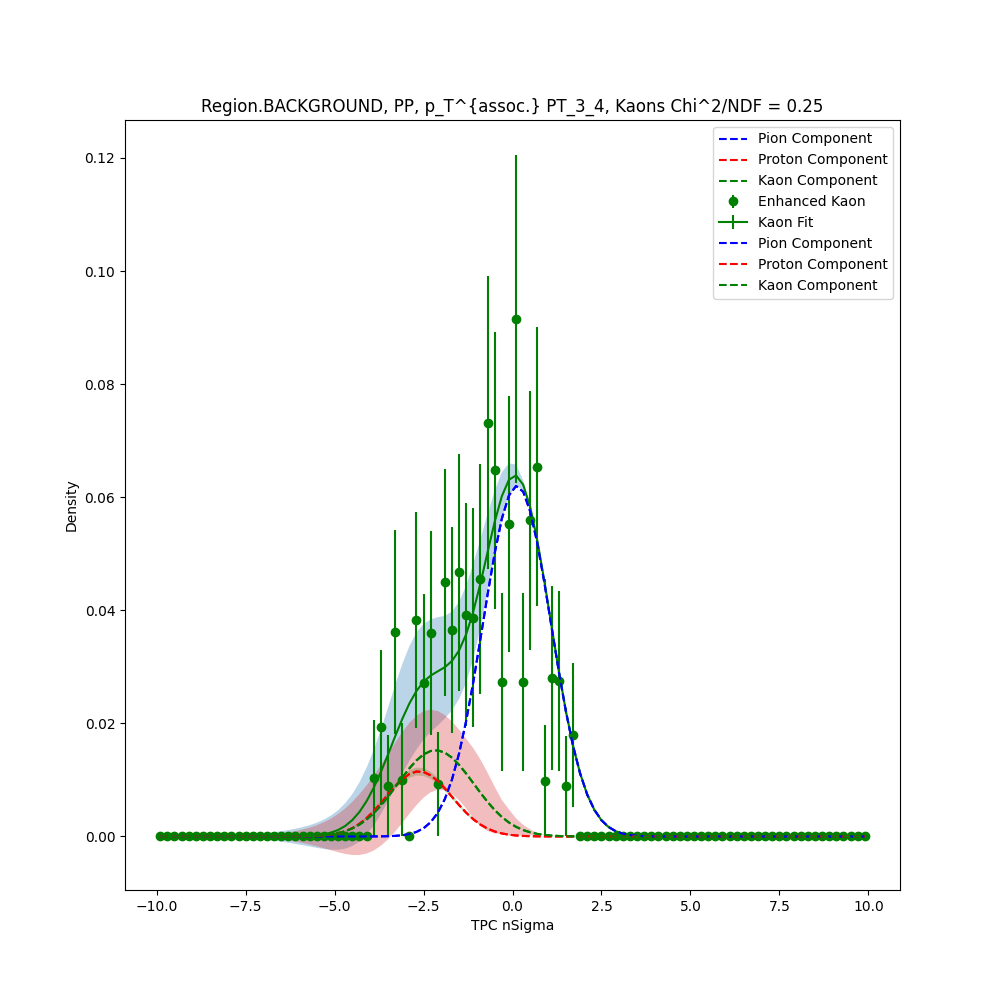 Region.BACKGROUND, PP, p_T^{assoc.} PT_3_4, Kaons Chi^2/NDF = 0.25
Pion Component
Proton Component
Kaon Component
Enhanced Kaon
Kaon Fit
Pion Component
Proton Component
Kaon Component
0.12
0.10
0.08
0.06
0.04
0.02
0.00
Density
−10.0 −7.5 −5.0 −2.5 0.0 2.5 5.0 7.5 10.0
TPC nSigma